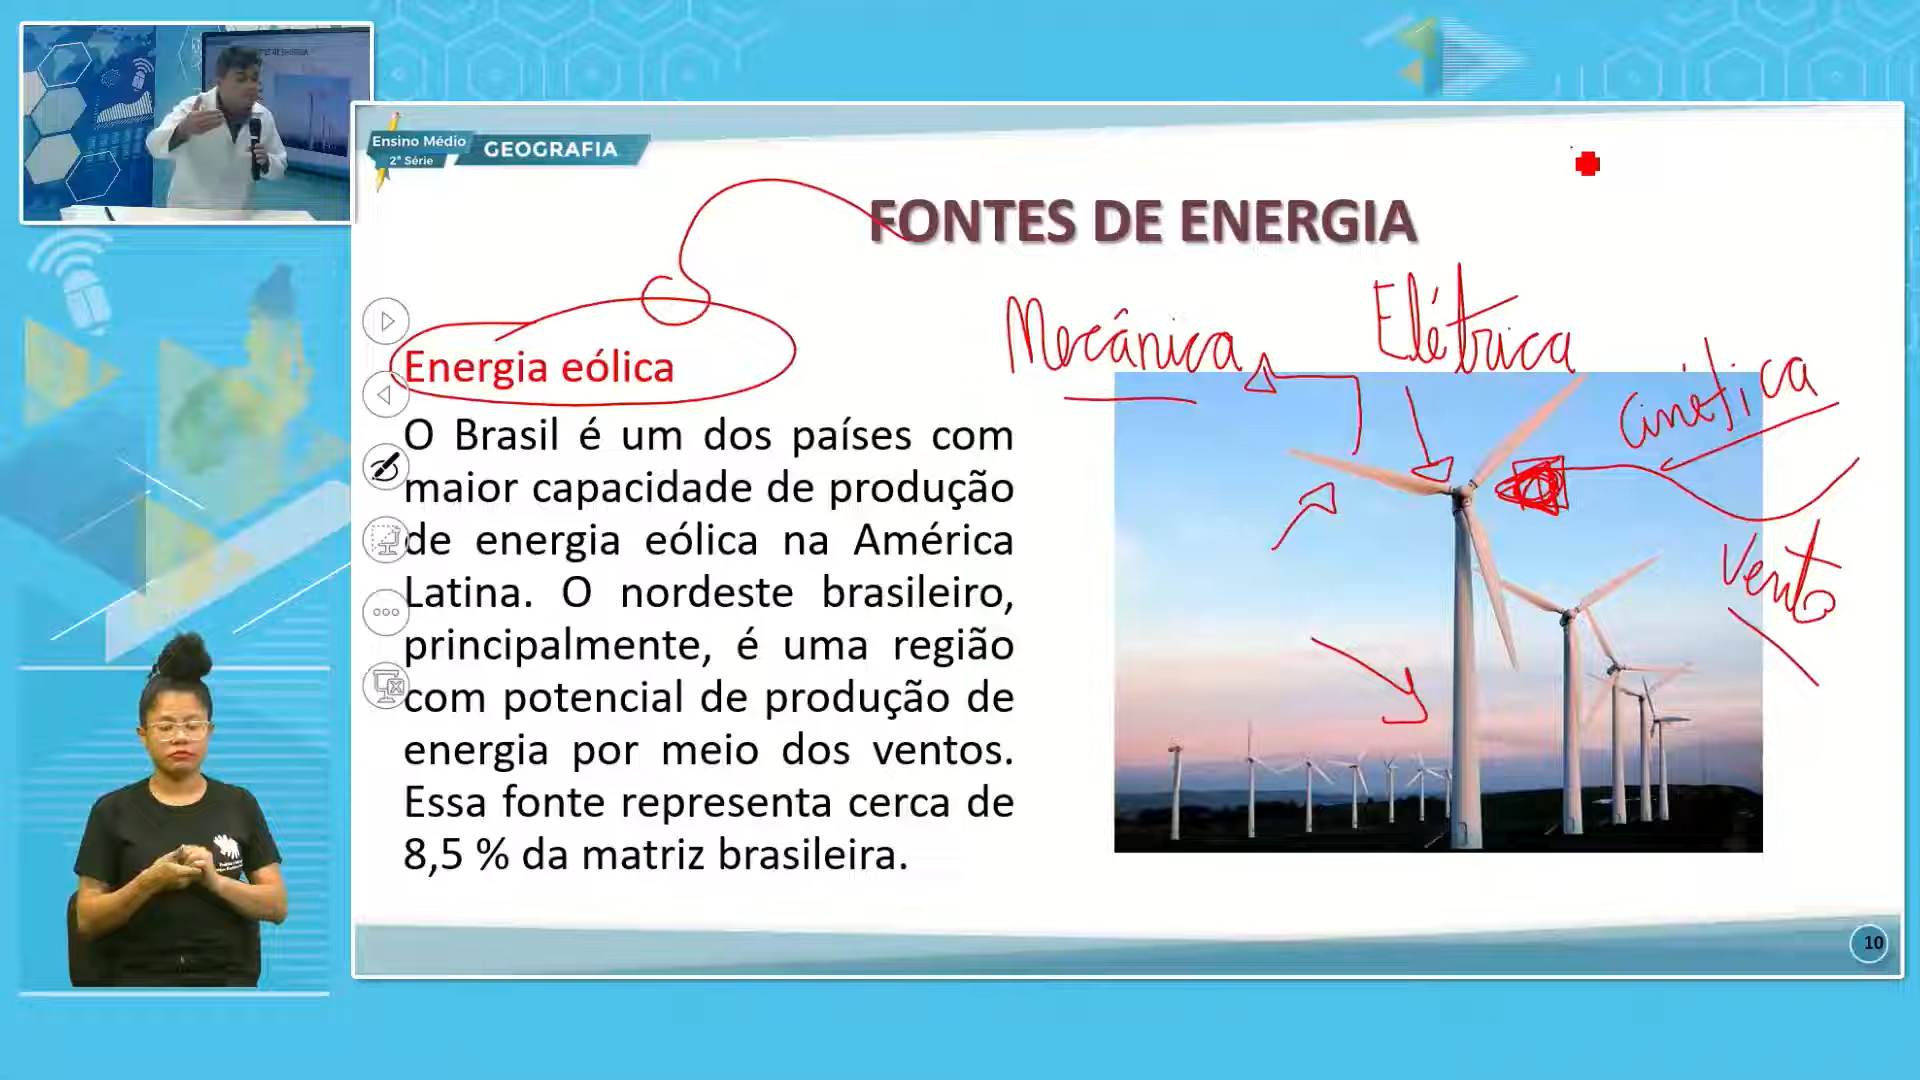 Ensino Médio
2ª Série
GEOGRAFIA
FONTES DE ENERGIA
Mecânica
Elétrica
Cinética
Vento
Energia eólica
O Brasil é um dos países com
maior capacidade de produção
de energia eólica na América
Latina. O nordeste brasileiro,
principalmente, é uma região
com potencial de produção de
energia por meio dos ventos.
Essa fonte representa cerca de
8,5 % da matriz brasileira.
10